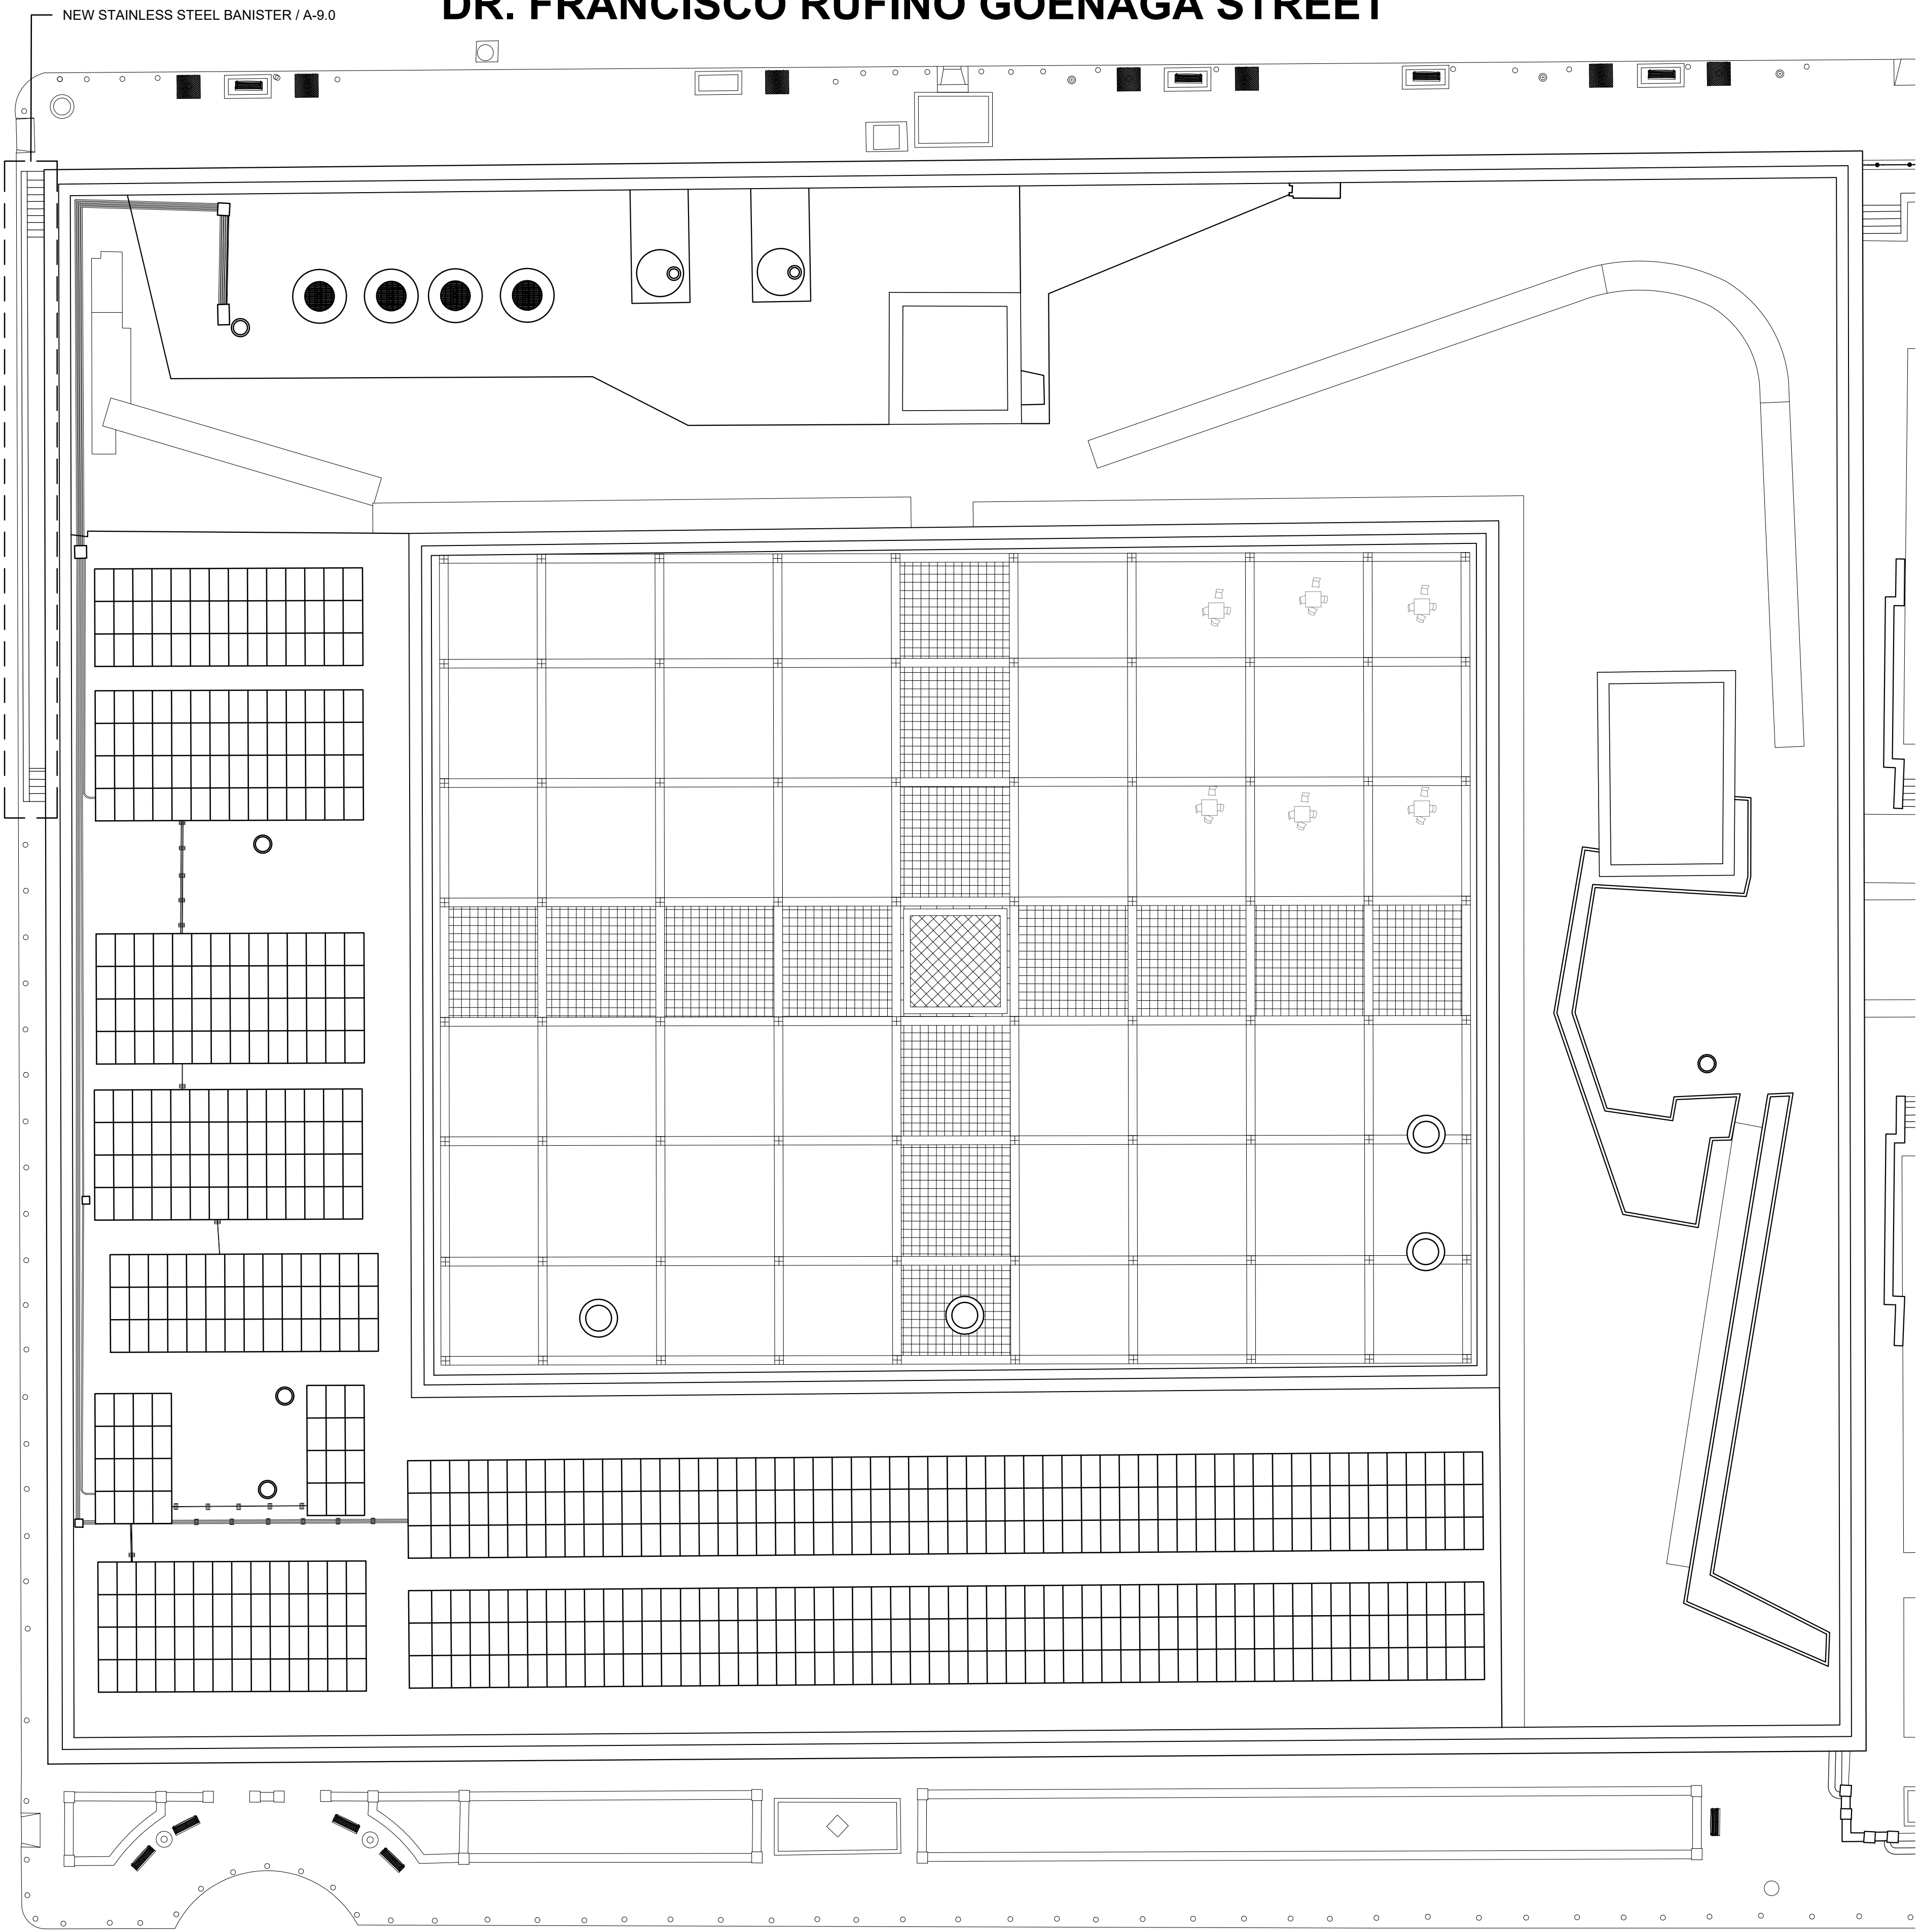 DR. FRANCISCO RUFINO GOENAGA STREET
NEW STAINLESS STEEL BANISTER / A-9.0